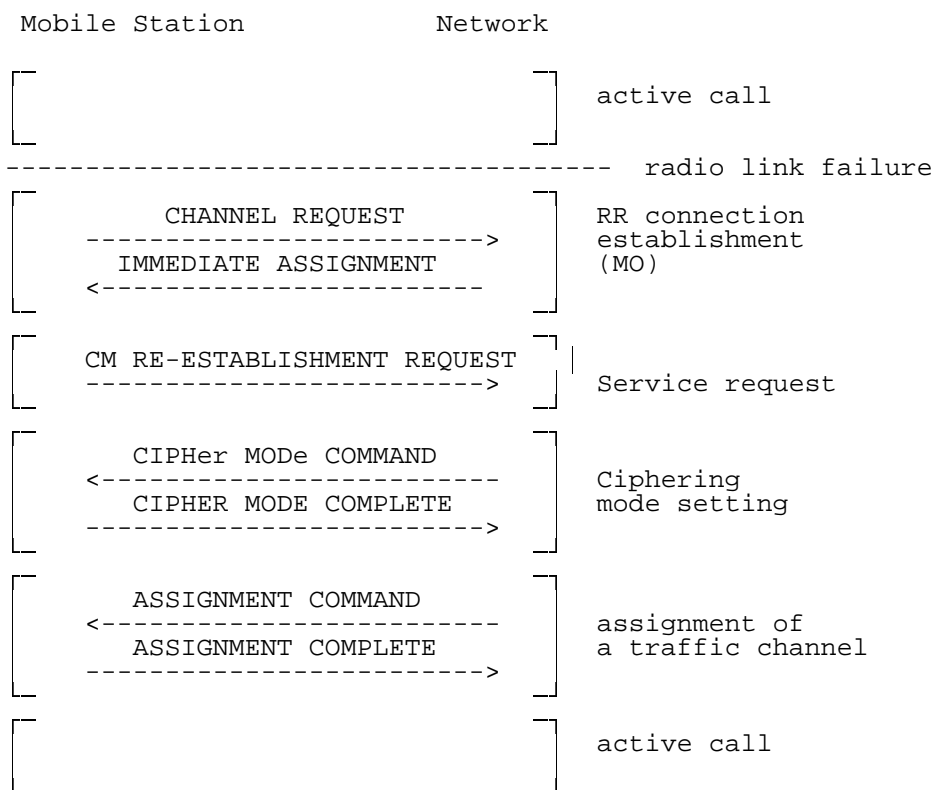 Mobile Station Network
active call
------------------------------------- radio link failure
CHANNEL REQUEST RR connection
-------------------------> establishment
IMMEDIATE ASSIGNMENT (MO)
<------------------------
CM RE-ESTABLISHMENT REQUEST
-------------------------> Service request
CIPHer MODe COMMAND
<------------------------- Ciphering
CIPHER MODE COMPLETE mode setting
------------------------->
ASSIGNMENT COMMAND
<------------------------- assignment of
ASSIGNMENT COMPLETE a traffic channel
------------------------->
active call